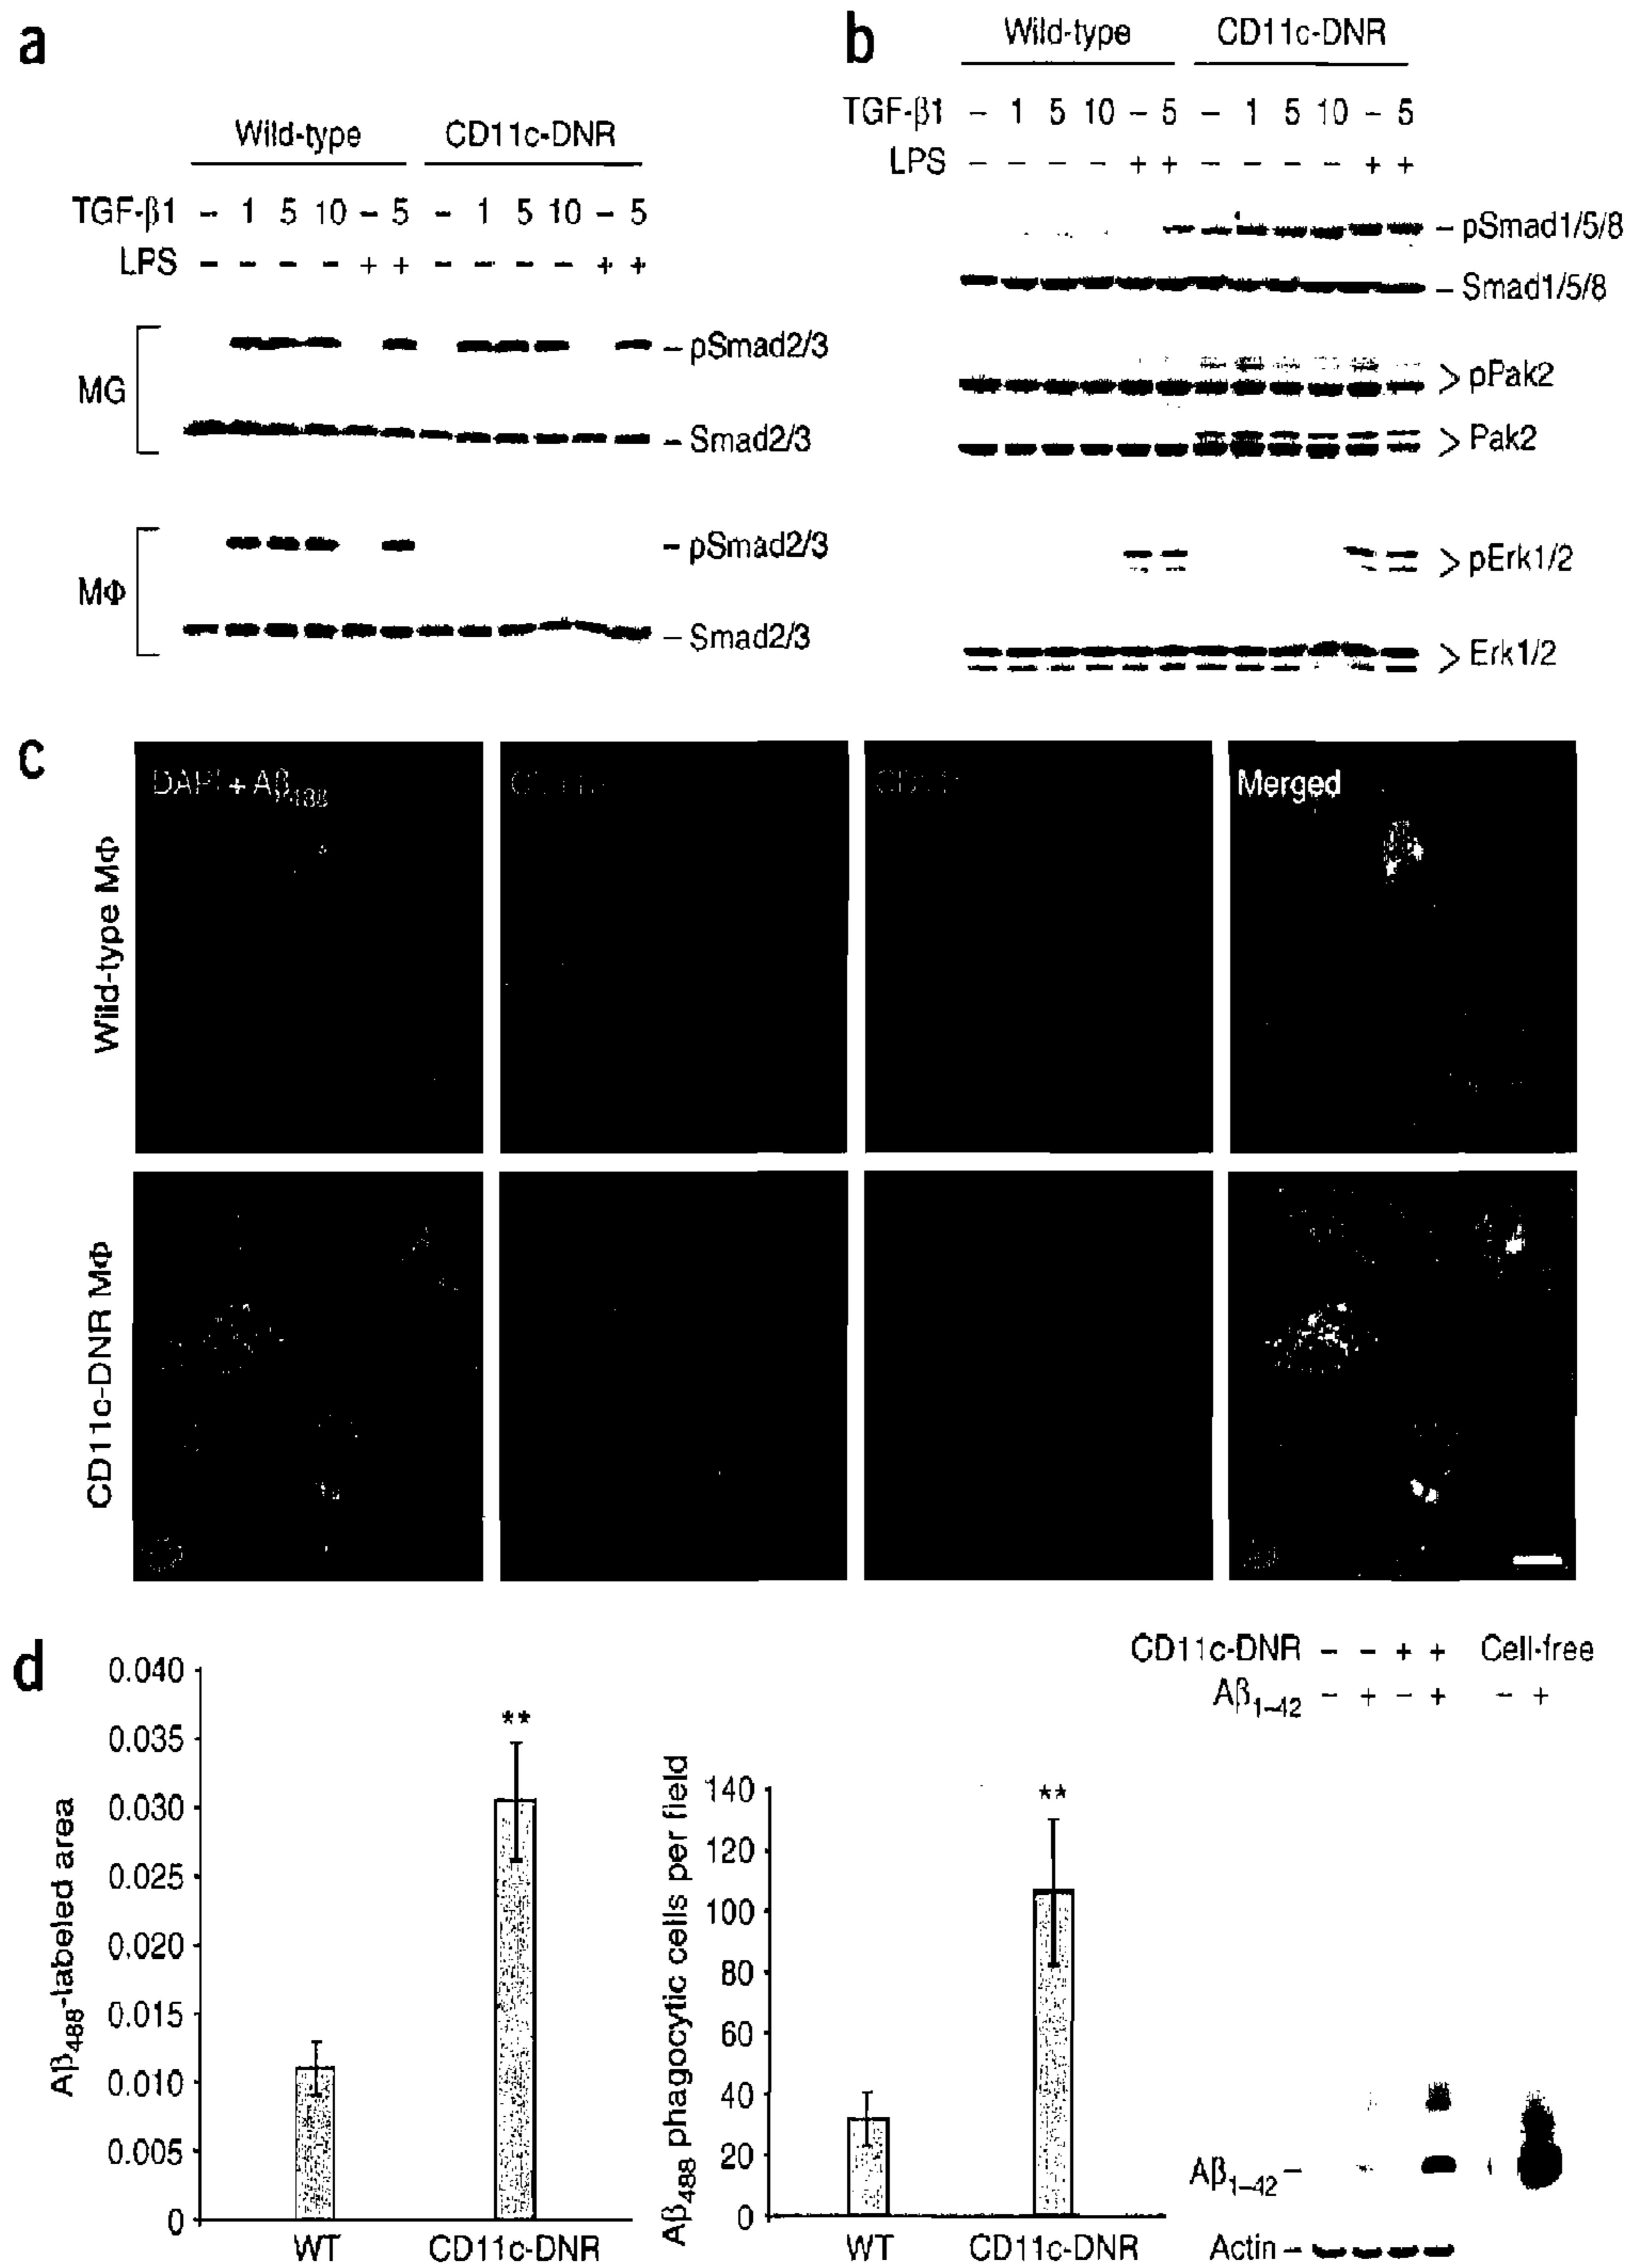 a
Wild-type CD11c-DNR
TGF-β1 – 1 5 10 – 5 – 1 5 10 – 5
LPS – – – – + + – – – – + +
MG
– pSmad2/3
– Smad2/3
MΦ
– pSmad2/3
– Smad2/3
b
Wild-type CD11c-DNR
TGF-β1 – 1 5 10 – 5 – 1 5 10 – 5
LPS – – – – + + – – – – + +
– pSmad1/5/8
– Smad1/5/8
> pPak2
> Pak2
> pErk1/2
> Erk1/2
c
DAPI + Aβ488
Merged
Wild-type MΦ
CD11c-DNR MΦ
d
Aβ488-labeled area
0.040
0.035
0.030
0.025
0.020
0.015
0.010
0.005
0
**
WT CD11c-DNR
Aβ488 phagocytic cells per field
140
120
100
80
60
40
20
0
**
WT CD11c-DNR
CD11c-DNR – – + + Cell-free
Aβ1–42 – + – + – +
Aβ1–42 –
Actin –